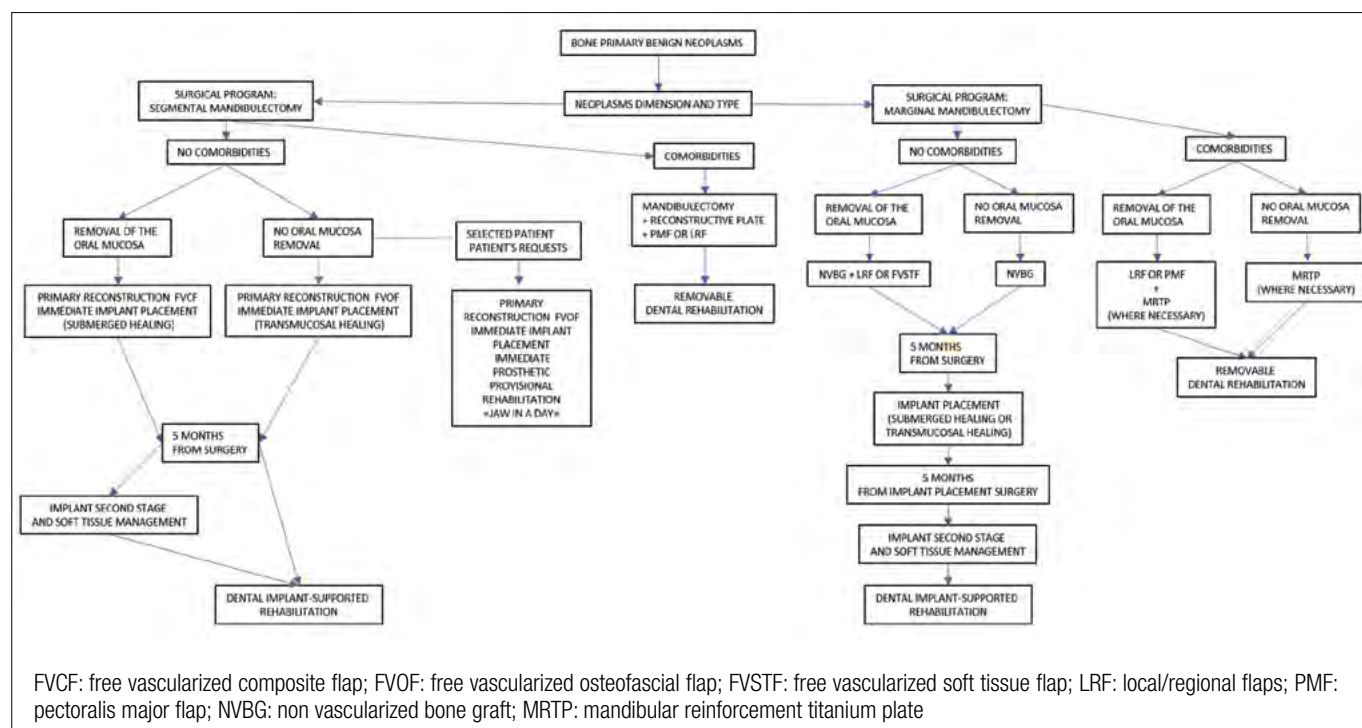 BONE PRIMARY BENIGN NEOPLASMS
NEOPLASMS DIMENSION AND TYPE
SURGICAL PROGRAM:
SEGMENTAL MANDIBULECTOMY
NO COMORBIDITIES
REMOVAL OF THE
ORAL MUCOSA
PRIMARY RECONSTRUCTION FVCF
IMMEDIATE IMPLANT PLACEMENT
(SUBMERGED HEALING)
NO ORAL MUCOSA
REMOVAL
PRIMARY RECONSTRUCTION FVOF
IMMEDIATE IMPLANT PLACEMENT
(TRANSMUCOSAL HEALING)
SELECTED PATIENT
PATIENT'S REQUESTS
PRIMARY
RECONSTRUCTION FVOF
IMMEDIATE IMPLANT
PLACEMENT
IMMEDIATE
PROSTHETIC
PROVISIONAL
REHABILITATION
«JAW IN A DAY»
5 MONTHS
FROM SURGERY
IMPLANT SECOND STAGE
AND SOFT TISSUE MANAGEMENT
DENTAL IMPLANT-SUPPORTED
REHABILITATION
COMORBIDITIES
MANDIBULECTOMY
+ RECONSTRUCTIVE PLATE
+ PMF OR LRF
REMOVABLE
DENTAL REHABILITATION
SURGICAL PROGRAM:
MARGINAL MANDIBULECTOMY
NO COMORBIDITIES
REMOVAL OF THE
ORAL MUCOSA
NVBG + LRF OR FVSTF
NO ORAL MUCOSA
REMOVAL
NVBG
5 MONTHS
FROM SURGERY
IMPLANT PLACEMENT
(SUBMERGED HEALING OR
TRANSMUCOSAL HEALING)
5 MONTHS
FROM IMPLANT PLACEMENT SURGERY
IMPLANT SECOND STAGE
AND SOFT TISSUE MANAGEMENT
DENTAL IMPLANT-SUPPORTED
REHABILITATION
COMORBIDITIES
REMOVAL OF THE
ORAL MUCOSA
LRF OR PMF
+
MRTP
(WHERE NECESSARY)
NO ORAL MUCOSA
REMOVAL
MRTP
(WHERE NECESSARY)
REMOVABLE
DENTAL REHABILITATION
FVCF: free vascularized composite flap; FVOF: free vascularized osteofascial flap; FVSTF: free vascularized soft tissue flap; LRF: local/regional flaps; PMF:
pectoralis major flap; NVBG: non vascularized bone graft; MRTP: mandibular reinforcement titanium plate